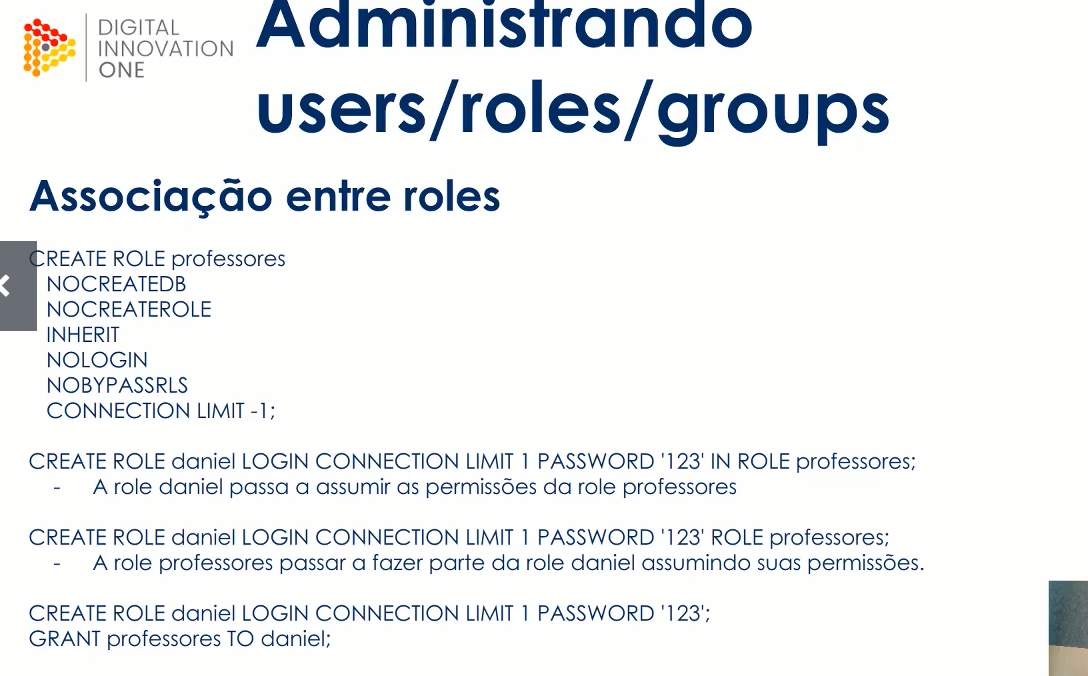 DIGITAL
INNOVATION
ONE
Administrando
users/roles/groups
Associação entre roles
CREATE ROLE professores
NOCREATEDB
NOCREATEROLE
INHERIT
NOLOGIN
NOBYPASSRLS
CONNECTION LIMIT -1;
CREATE ROLE daniel LOGIN CONNECTION LIMIT 1 PASSWORD '123' IN ROLE professores;
- A role daniel passa a assumir as permissões da role professores
CREATE ROLE daniel LOGIN CONNECTION LIMIT 1 PASSWORD '123' ROLE professores;
- A role professores passar a fazer parte da role daniel assumindo suas permissões.
CREATE ROLE daniel LOGIN CONNECTION LIMIT 1 PASSWORD '123';
GRANT professores TO daniel;